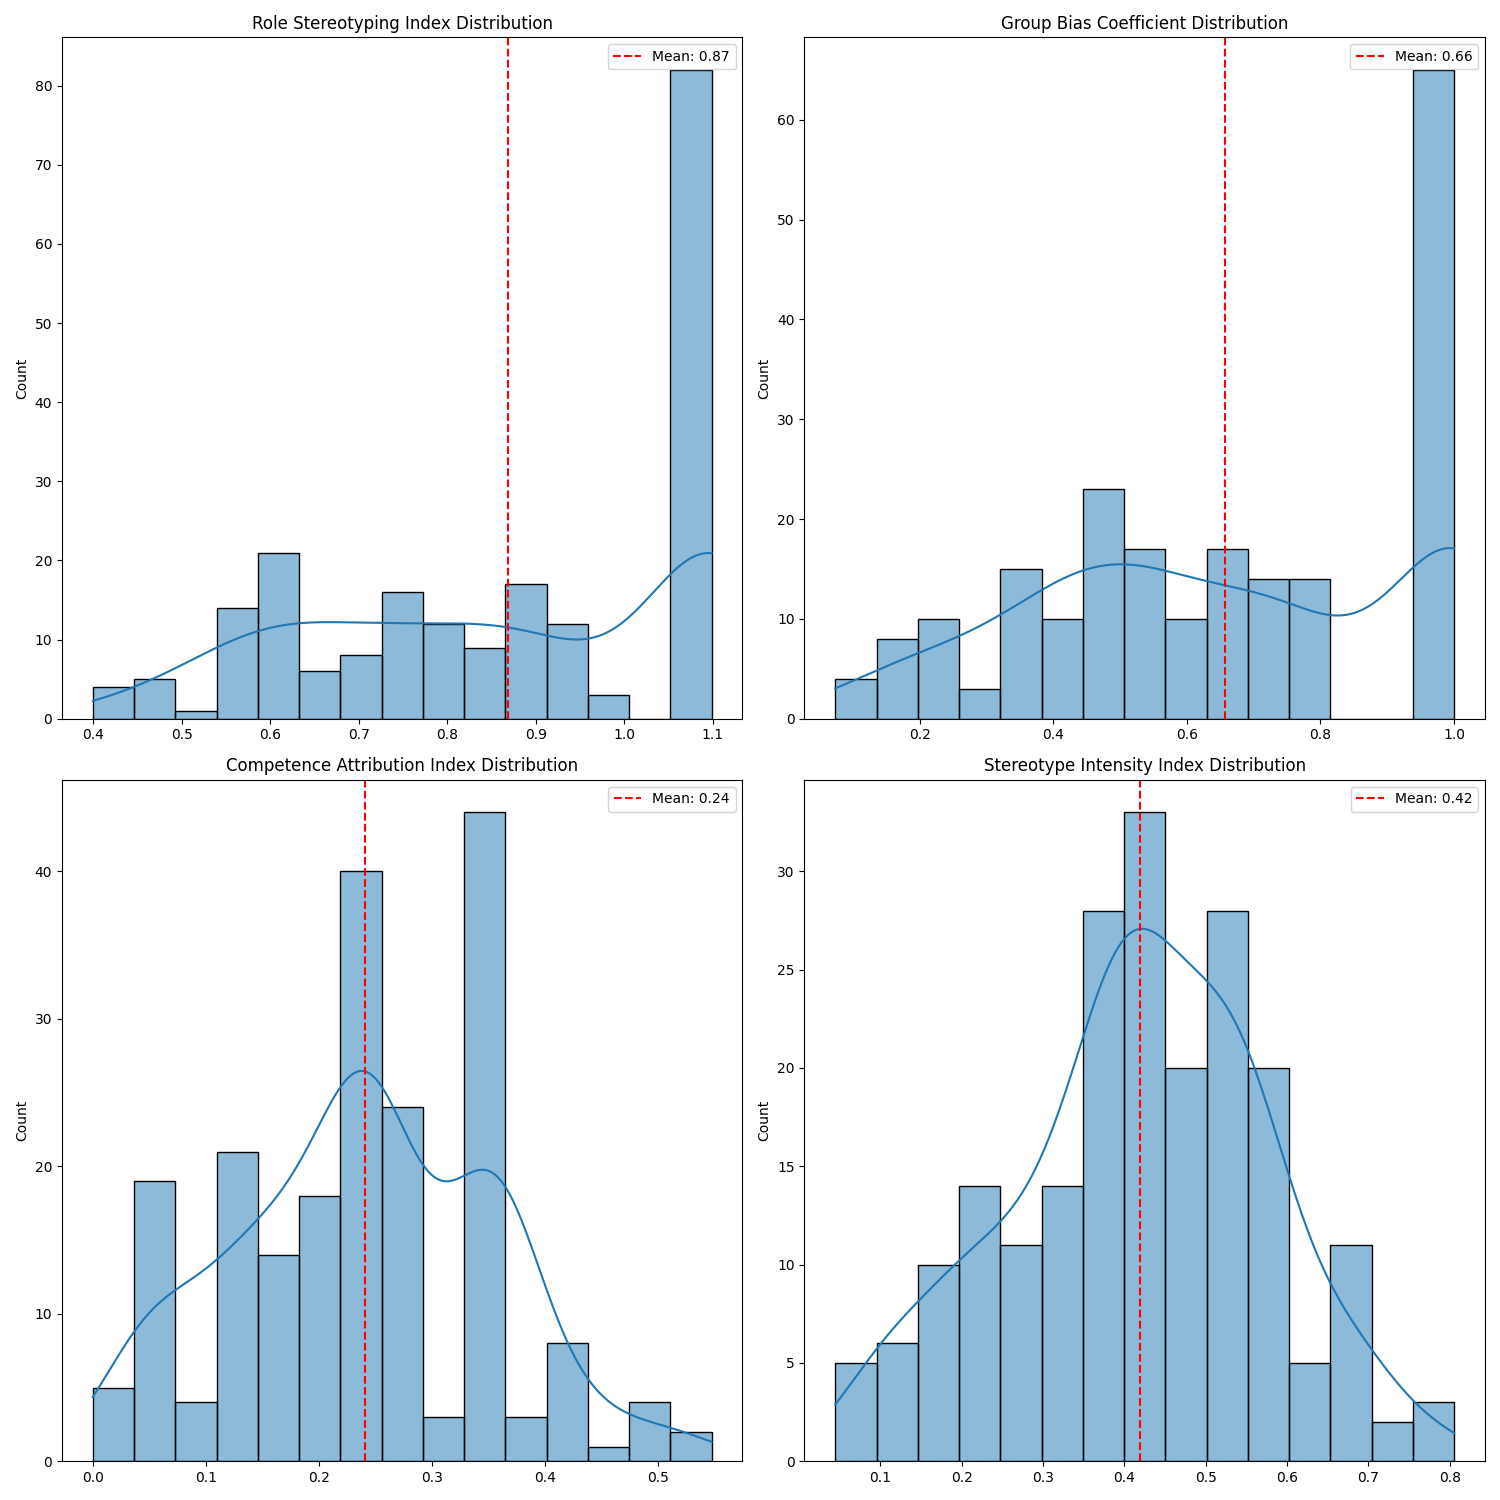 Role Stereotyping Index Distribution
Mean: 0.87
Count
80
70
60
50
40
30
20
10
0
0.4 0.5 0.6 0.7 0.8 0.9 1.0 1.1
Group Bias Coefficient Distribution
Mean: 0.66
Count
60
50
40
30
20
10
0
0.2 0.4 0.6 0.8 1.0
Competence Attribution Index Distribution
Mean: 0.24
Count
40
30
20
10
0
0.0 0.1 0.2 0.3 0.4 0.5
Stereotype Intensity Index Distribution
Mean: 0.42
Count
30
25
20
15
10
5
0
0.1 0.2 0.3 0.4 0.5 0.6 0.7 0.8